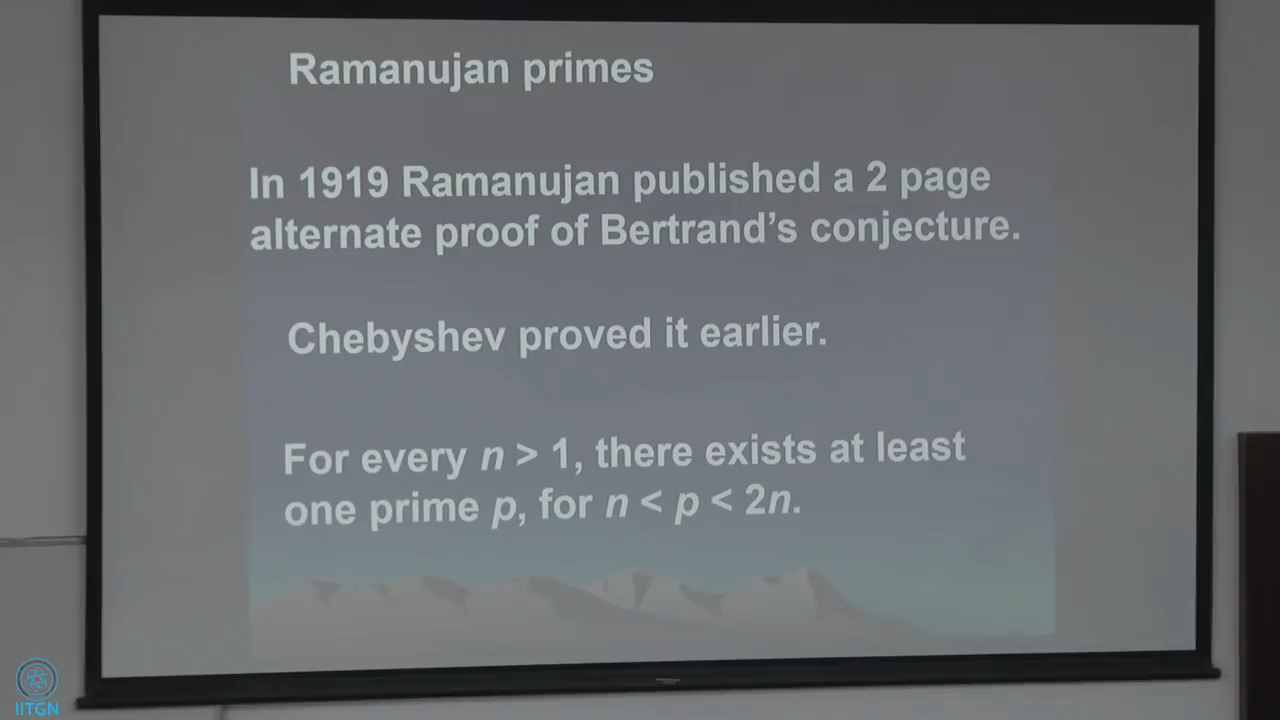 Ramanujan primes
In 1919 Ramanujan published a 2 page
alternate proof of Bertrand’s conjecture.
Chebyshev proved it earlier.
For every n > 1, there exists at least
one prime p, for n < p < 2n.
IITGN